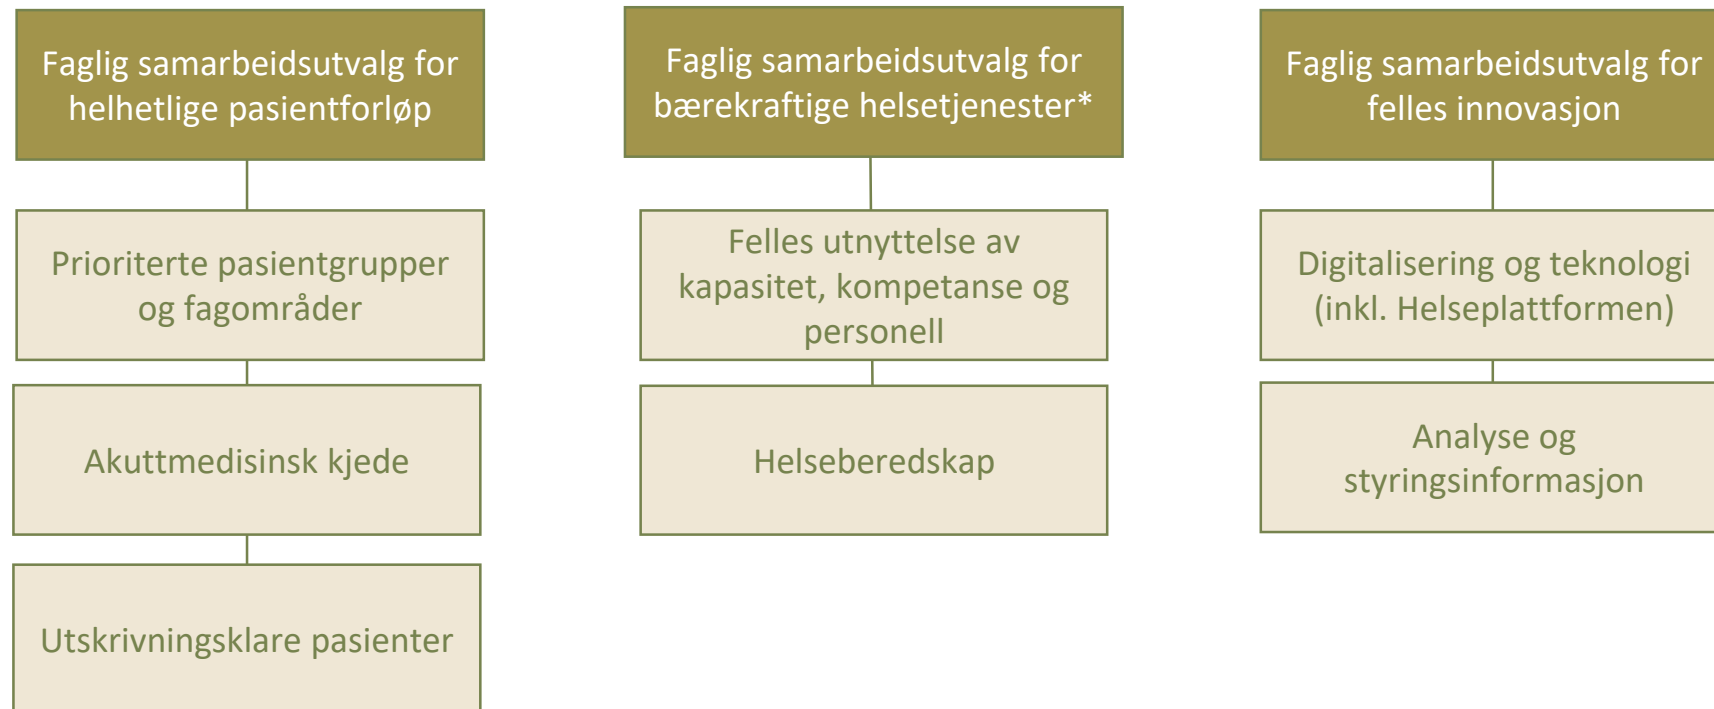 Faglig samarbeidsutvalg for
helhetlige pasientforløp
Prioriterte pasientgrupper
og fagområder
Akuttmedisinsk kjede
Utskrivningsklare pasienter
Faglig samarbeidsutvalg for
bærekraftige helsetjenester*
Felles utnyttelse av
kapasitet, kompetanse og
personell
Helseberedskap
Faglig samarbeidsutvalg for
felles innovasjon
Digitalisering og teknologi
(inkl. Helseplattformen)
Analyse og
styringsinformasjon